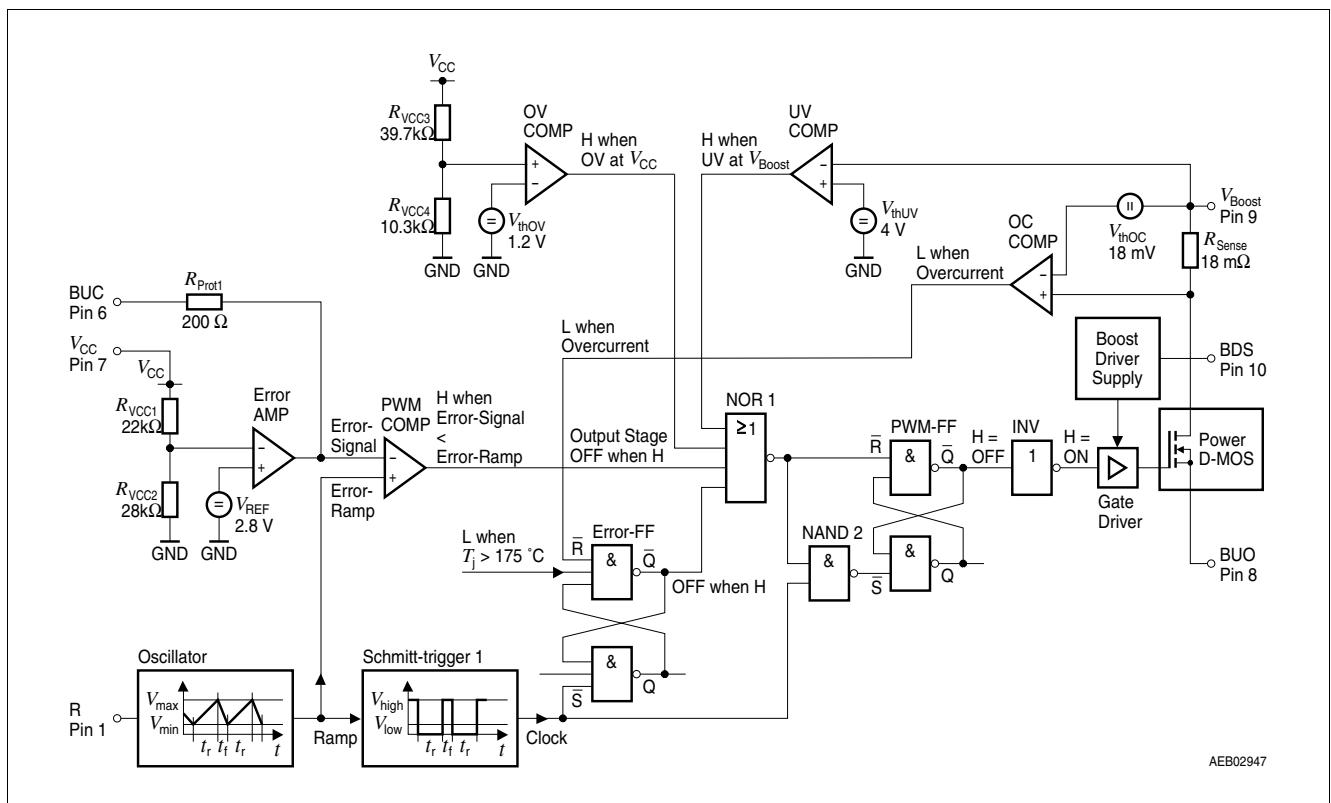 VCC
RVCC3
39.7kΩ
OV
COMP
H when
OV at VCC
RVCC4
10.3kΩ
+
−
=
VthOV
1.2 V
GND
GND
H when
UV at VBoost
UV
COMP
−
+
=
VthUV
4 V
GND
VBoost
Pin 9
=
VthOC
18 mV
RSense
18 mΩ
OC
COMP
−
+
L when
Overcurrent
BUC
Pin 6
RProt1
200 Ω
VCC
Pin 7
VCC
RVCC1
22kΩ
RVCC2
28kΩ
GND
Error
AMP
−
+
=
VREF
2.8 V
GND
Error-
Signal
Error-
Ramp
PWM
COMP
−
+
H when
Error-Signal
<
Error-Ramp
L when
Overcurrent
Output Stage
OFF when H
NOR 1
≥1
L when
Tj > 175 ˚C
Error-FF
R̅
&
Q̅
OFF when H
&
Q
S̅
NAND 2
&
PWM-FF
R̅
&
Q̅
S̅
&
Q
H =
OFF
INV
1
H =
ON
Gate
Driver
Boost
Driver
Supply
BDS
Pin 10
Power
D-MOS
BUO
Pin 8
R
Pin 1
Oscillator
Vmax
Vmin
tr tf tr t
Ramp
Schmitt-trigger 1
Vhigh
Vlow
tr tf tr t
Clock
AEB02947